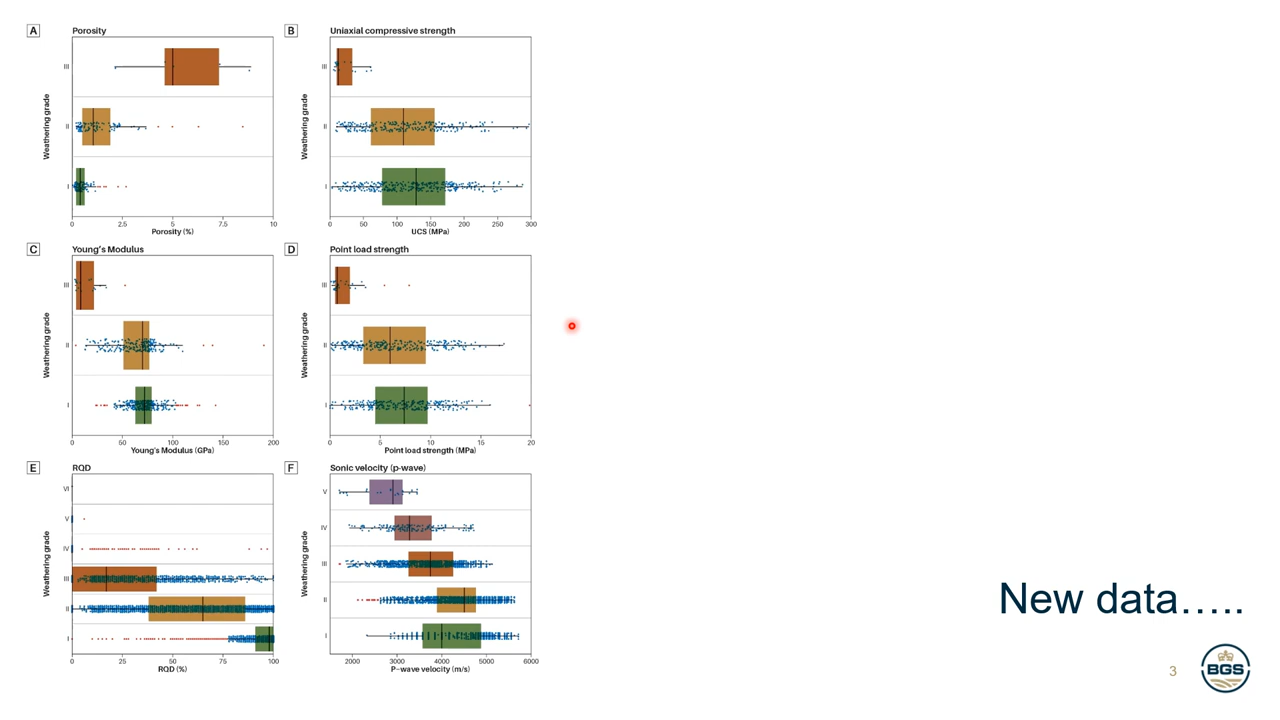 A Porosity
Weathering grade
III
II
I
0 2.5 5 7.5 10
Porosity (%)
B Uniaxial compressive strength
Weathering grade
III
II
I
0 50 100 150 200 250 300
UCS (MPa)
C Young's Modulus
Weathering grade
III
II
I
0 50 100 150 200
Young's Modulus (GPa)
D Point load strength
Weathering grade
III
II
I
0 5 10 15 20
Point load strength (MPa)
E RQD
Weathering grade
VI
V
IV
III
II
I
0 25 50 75 100
RQD (%)
F Sonic velocity (p-wave)
Weathering grade
V
IV
III
II
I
2000 3000 4000 5000 6000
P-wave velocity (m/s)
New data.....
3
BGS